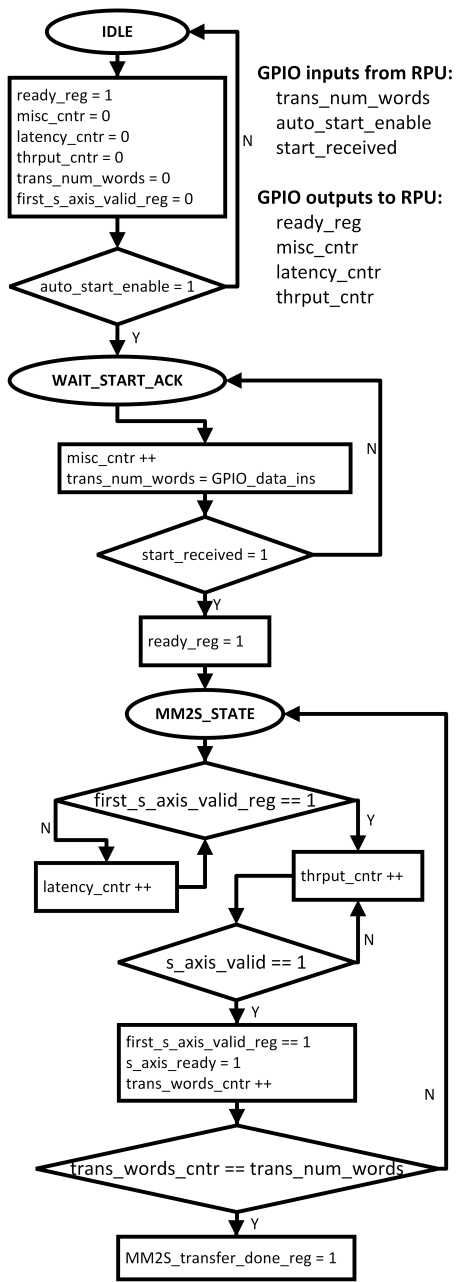 IDLE
ready_reg = 1
misc_cntr = 0
latency_cntr = 0
thrput_cntr = 0
trans_num_words = 0
first_s_axis_valid_reg = 0
N
GPIO inputs from RPU:
trans_num_words
auto_start_enable
start_received
GPIO outputs to RPU:
ready_reg
misc_cntr
latency_cntr
thrput_cntr
auto_start_enable = 1
Y
WAIT_START_ACK
misc_cntr ++
trans_num_words = GPIO_data_ins
N
start_received = 1
Y
ready_reg = 1
MM2S_STATE
first_s_axis_valid_reg == 1
N
Y
latency_cntr ++
thrput_cntr ++
N
s_axis_valid == 1
Y
first_s_axis_valid_reg == 1
s_axis_ready = 1
trans_words_cntr ++
N
trans_words_cntr == trans_num_words
Y
MM2S_transfer_done_reg = 1